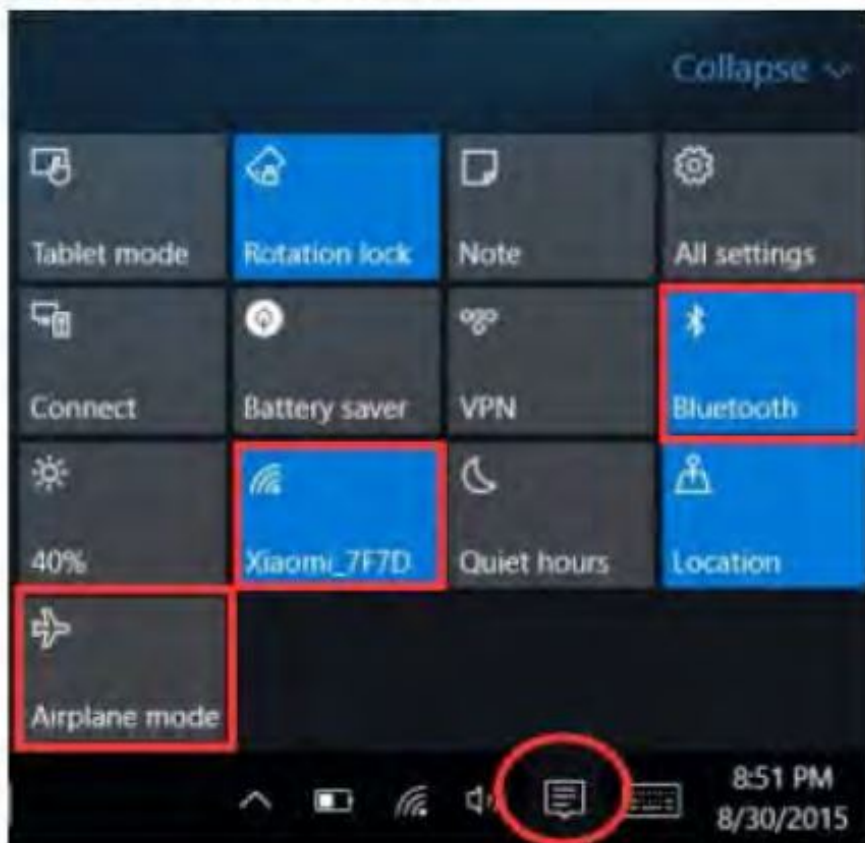 Collapse
Tablet mode Rotation lock Note All settings
Connect Battery saver VPN Bluetooth
40% Xiaomi_7F7D Quiet hours Location
Airplane mode
8:51 PM
8/30/2015